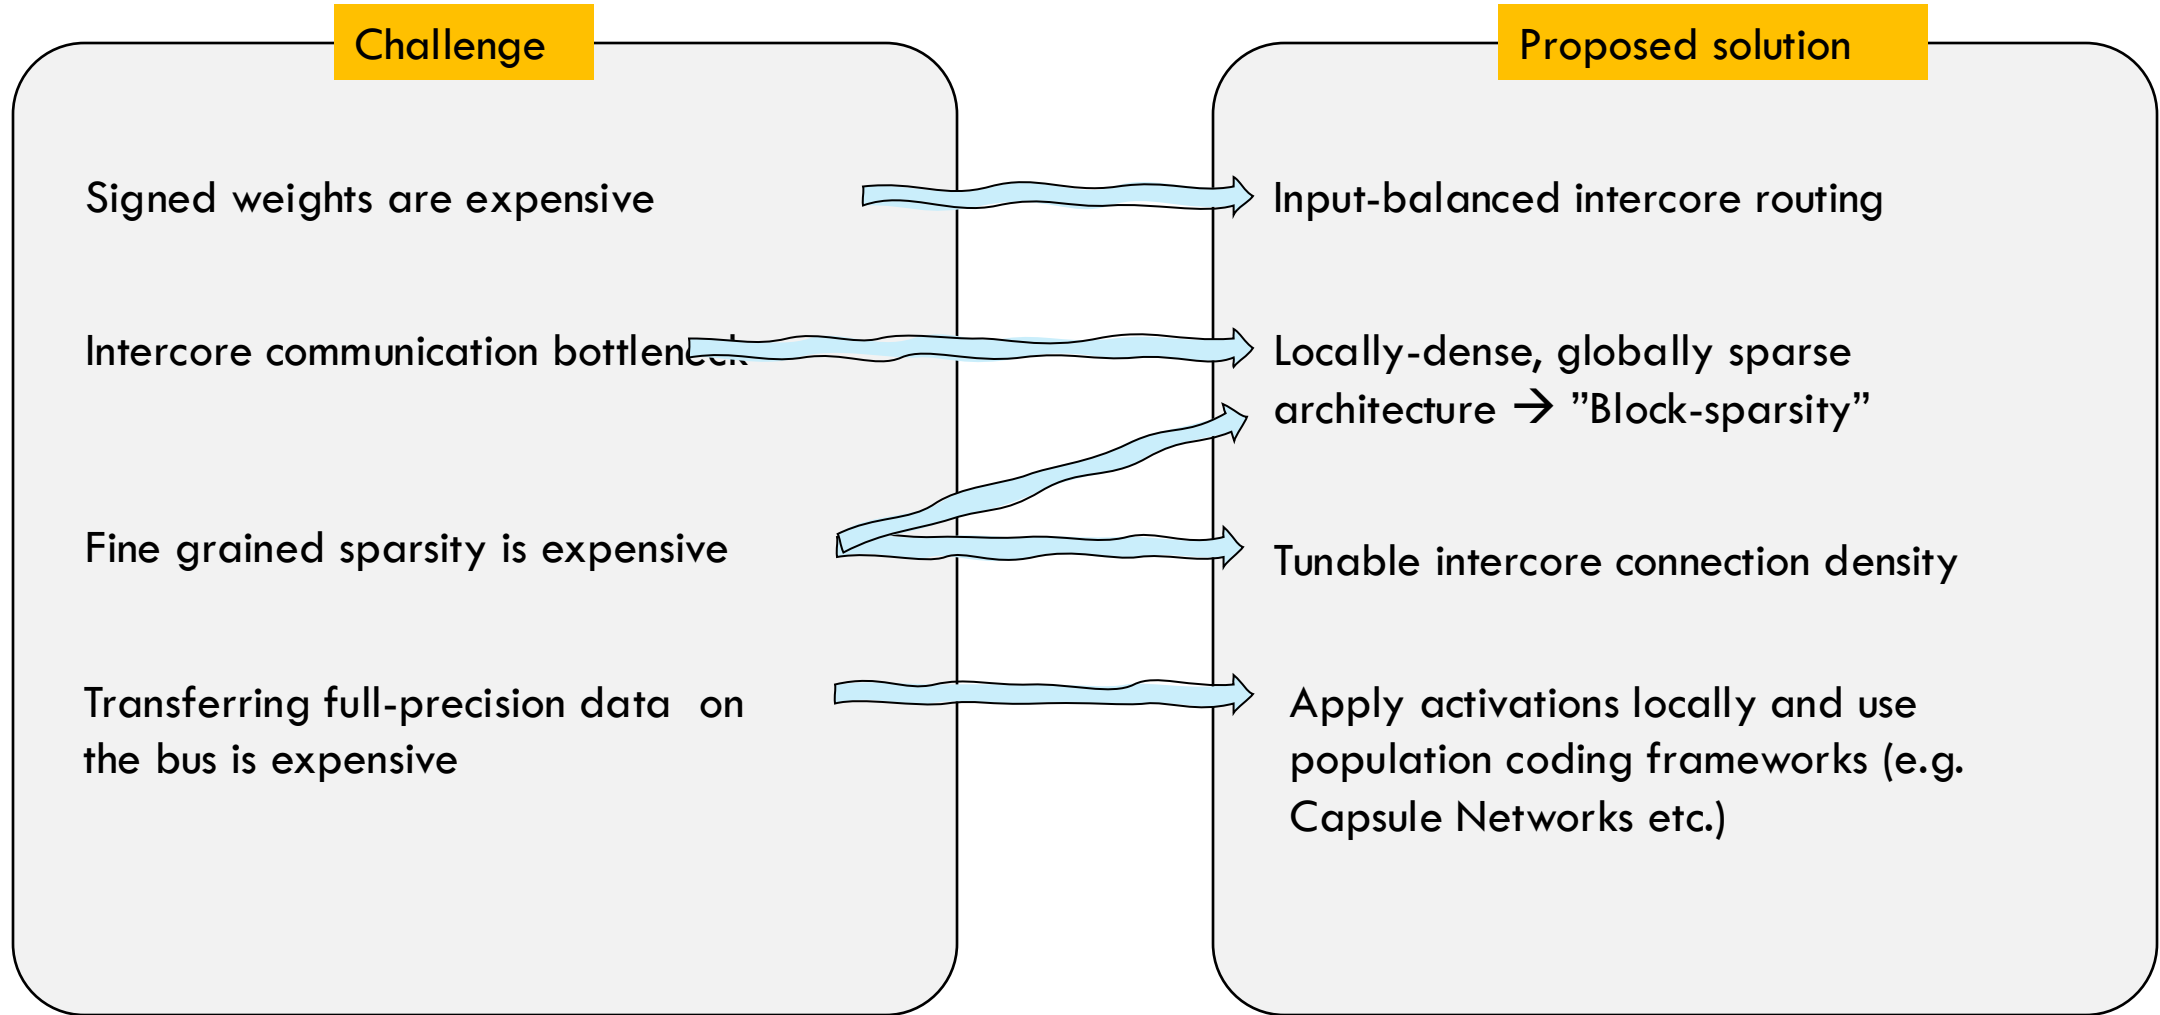 Challenge
Signed weights are expensive
Intercore communication bottleneck
Fine grained sparsity is expensive
Transferring full-precision data on
the bus is expensive
Proposed solution
Input-balanced intercore routing
Locally-dense, globally sparse
architecture → ”Block-sparsity”
Tunable intercore connection density
Apply activations locally and use
population coding frameworks (e.g.
Capsule Networks etc.)